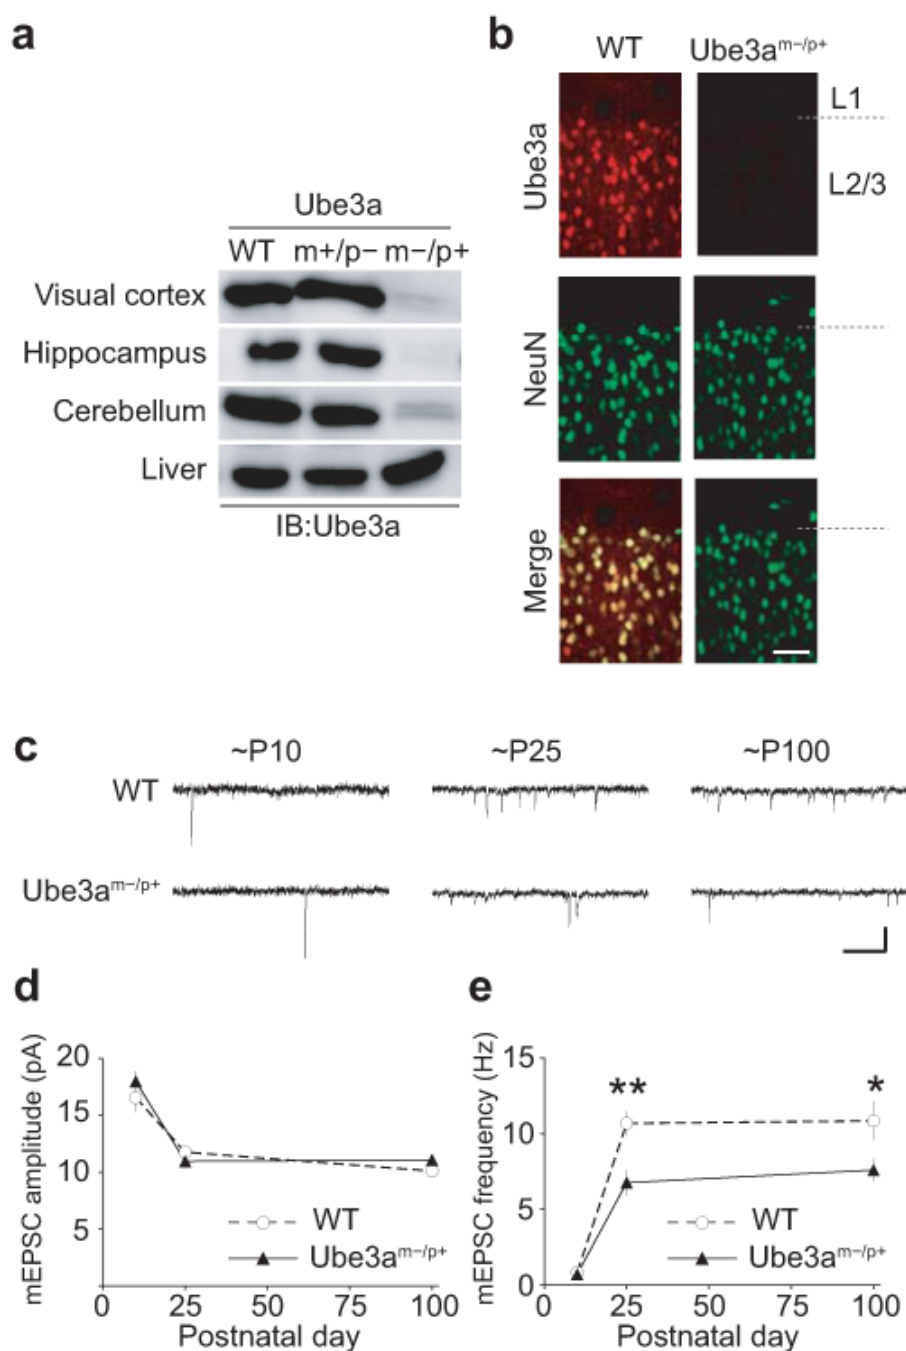 a
Ube3a
WT m+/p− m−/p+
Visual cortex
Hippocampus
Cerebellum
Liver
IB:Ube3a
b
WT Ube3a^m−/p+
Ube3a
L1
L2/3
NeuN
Merge
c
~P10 ~P25 ~P100
WT
Ube3a^m−/p+
d
mEPSC amplitude (pA)
20
15
10
5
WT
Ube3a^m−/p+
0 25 50 75 100
Postnatal day
e
mEPSC frequency (Hz)
15
10
5
0
** *
WT
Ube3a^m−/p+
0 25 50 75 100
Postnatal day